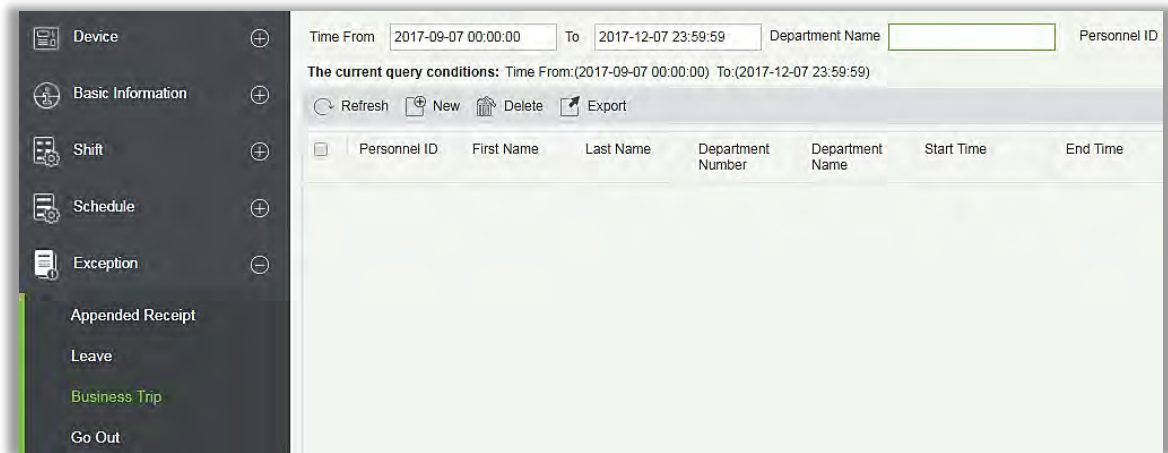 Device
Basic Information
Shift
Schedule
Exception
Appended Receipt
Leave
Business Trip
Go Out
Time From 2017-09-07 00:00:00 To 2017-12-07 23:59:59 Department Name Personnel ID
The current query conditions: Time From:(2017-09-07 00:00:00) To:(2017-12-07 23:59:59)
Refresh New Delete Export
Personnel ID First Name Last Name Department Number Department Name Start Time End Time